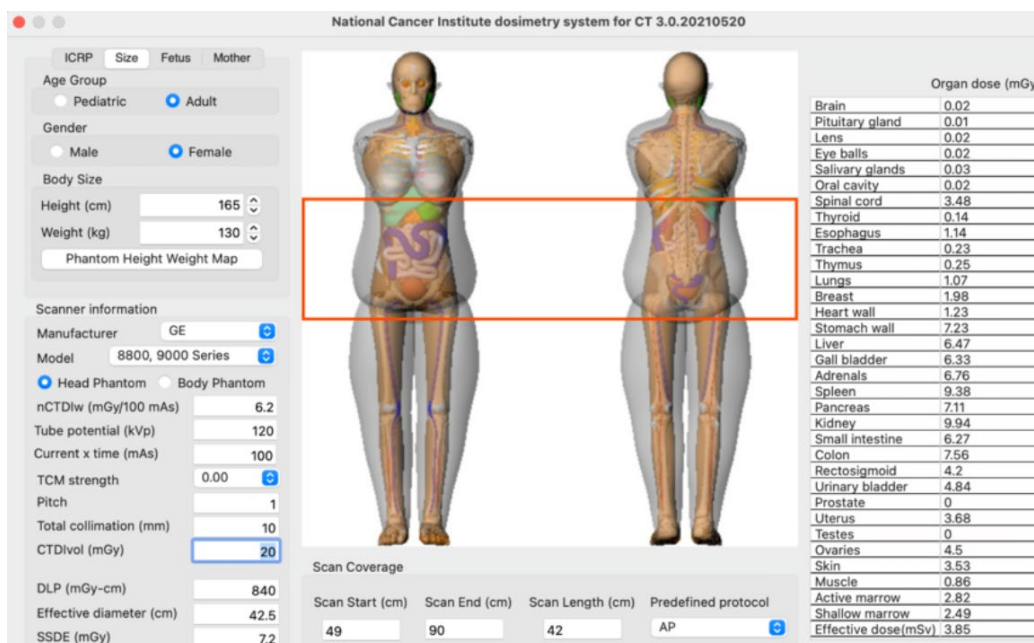 National Cancer Institute dosimetry system for CT 3.0.20210520
ICRP Size Fetus Mother
Age Group
Pediatric Adult
Gender
Male Female
Body Size
Height (cm) 165
Weight (kg) 130
Phantom Height Weight Map
Scanner information
Manufacturer GE
Model 8800, 9000 Series
Head Phantom Body Phantom
nCTDIw (mGy/100 mAs) 6.2
Tube potential (kVp) 120
Current x time (mAs) 100
TCM strength 0.00
Pitch 1
Total collimation (mm) 10
CTDIvol (mGy) 20
DLP (mGy-cm) 840
Effective diameter (cm) 42.5
SSDE (mGy) 7.2
Scan Coverage
Scan Start (cm) Scan End (cm) Scan Length (cm) Predefined protocol
49 90 42 AP
Organ dose (mGy
Brain 0.02
Pituitary gland 0.01
Lens 0.02
Eye balls 0.02
Salivary glands 0.03
Oral cavity 0.02
Spinal cord 3.48
Thyroid 0.14
Esophagus 1.14
Trachea 0.23
Thymus 0.25
Lungs 1.07
Breast 1.98
Heart wall 1.23
Stomach wall 7.23
Liver 6.47
Gall bladder 6.33
Adrenals 6.76
Spleen 9.38
Pancreas 7.11
Kidney 9.94
Small intestine 6.27
Colon 7.56
Rectosigmoid 4.2
Urinary bladder 4.84
Prostate 0
Uterus 3.68
Testes 0
Ovaries 4.5
Skin 3.53
Muscle 0.86
Active marrow 2.82
Shallow marrow 2.49
Effective dose(mSv) 3.85